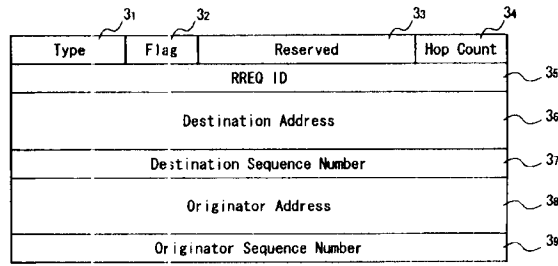 31 32 33 34
Type Flag Reserved Hop Count
RREQ ID 35
Destination Address 36
Destination Sequence Number 37
Originator Address 38
Originator Sequence Number 39